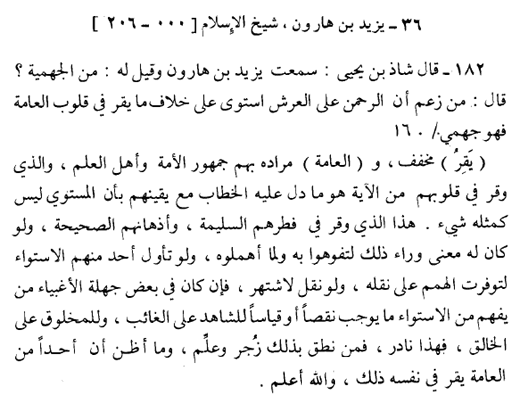 ٣٦ ـ يزيد بن هارون ، شيخ الإسلام [ ٠٠٠ ـ ٢٠٦ ]
١٨٢ ـ قال شاذ بن يحيى : سمعت يزيد بن هارون وقيل له : من الجهمية ؟
قال : من زعم أن الرحمن على العرش استوى على خلاف ما يقر في قلوب العامة
فهو جهمي / ١٦٠
( يَقِرُ ) مخفف ، و ( العامة ) مراده بهم جمهور الأمة وأهل العلم ، والذي
وقر في قلوبهم من الآية هو ما دل عليه الخطاب مع يقينهم بأن المستوي ليس
كمثله شيء . هذا الذي وقر في فطرهم السليمة ، وأذهانهم الصحيحة ، ولو
كان له معنى وراء ذلك لتفوهوا به ولما أهملوه ، ولو تأول أحد منهم الاستواء
لتوفرت الهمم على نقله ، ولو نقل لاشتهر ، فإن كان في بعض جهلة الأغبياء من
يفهم من الاستواء ما يوجب نقصاً أو قياساً للشاهد على الغائب ، وللمخلوق على
الخالق ، فهذا نادر ، فمن نطق بذلك زُجر وعلِّم ، وما أظن أن أحداً من
العامة يقر في نفسه ذلك ، والله أعلم .